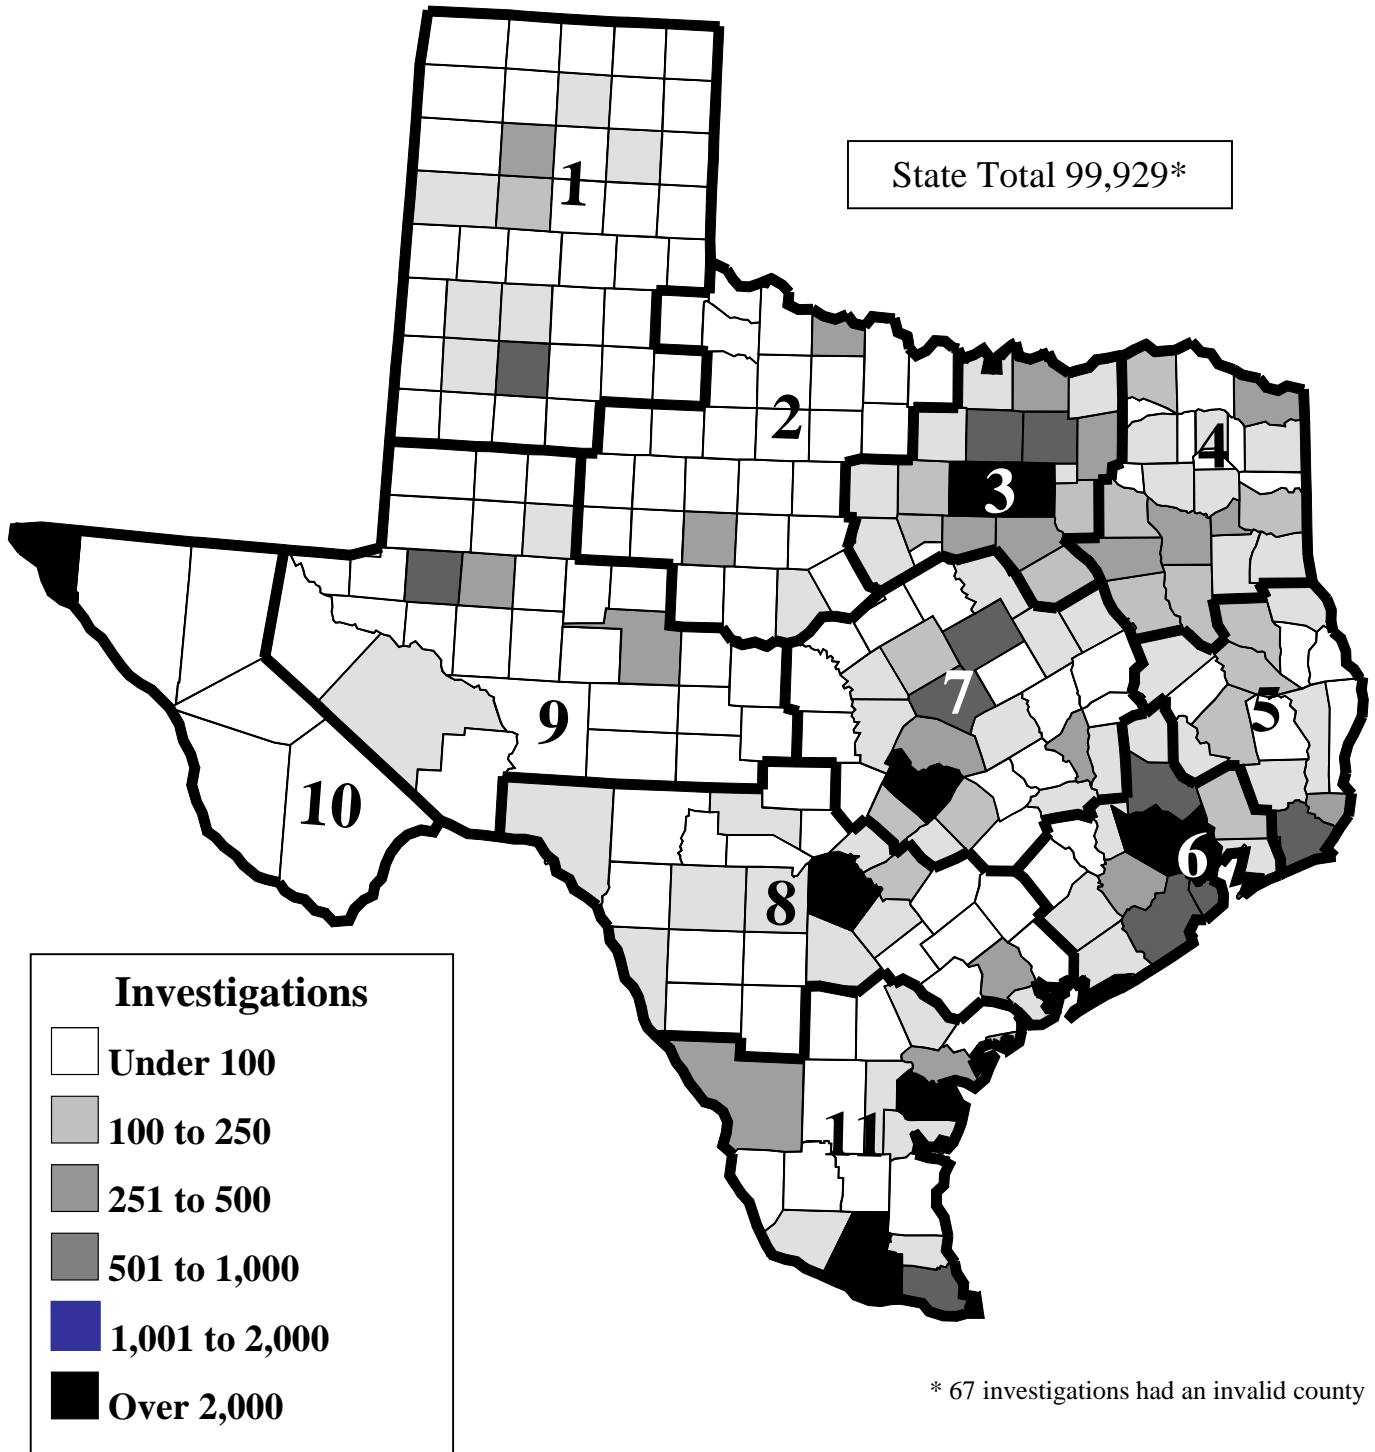 State Total 99,929*
1
2
3
4
5
6
7
8
9
10
11
Investigations
Under 100
100 to 250
251 to 500
501 to 1,000
1,001 to 2,000
Over 2,000
* 67 investigations had an invalid county